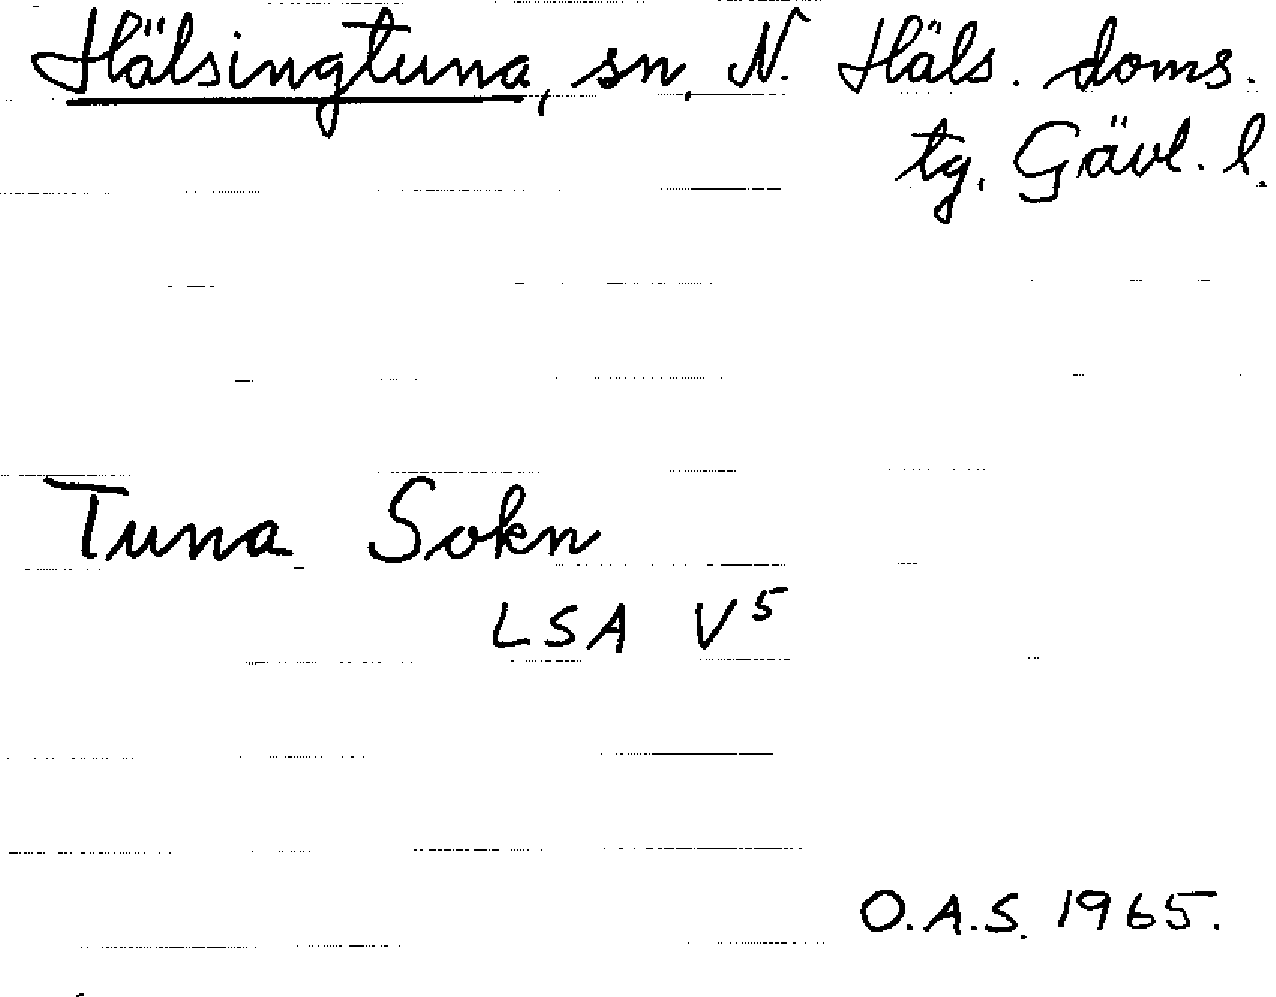 Hälsingtuna, sn, N. Häls. doms.
tg. Gävl. l.
Tuna Sokn
LSA V⁵
O.A.S. 1965.